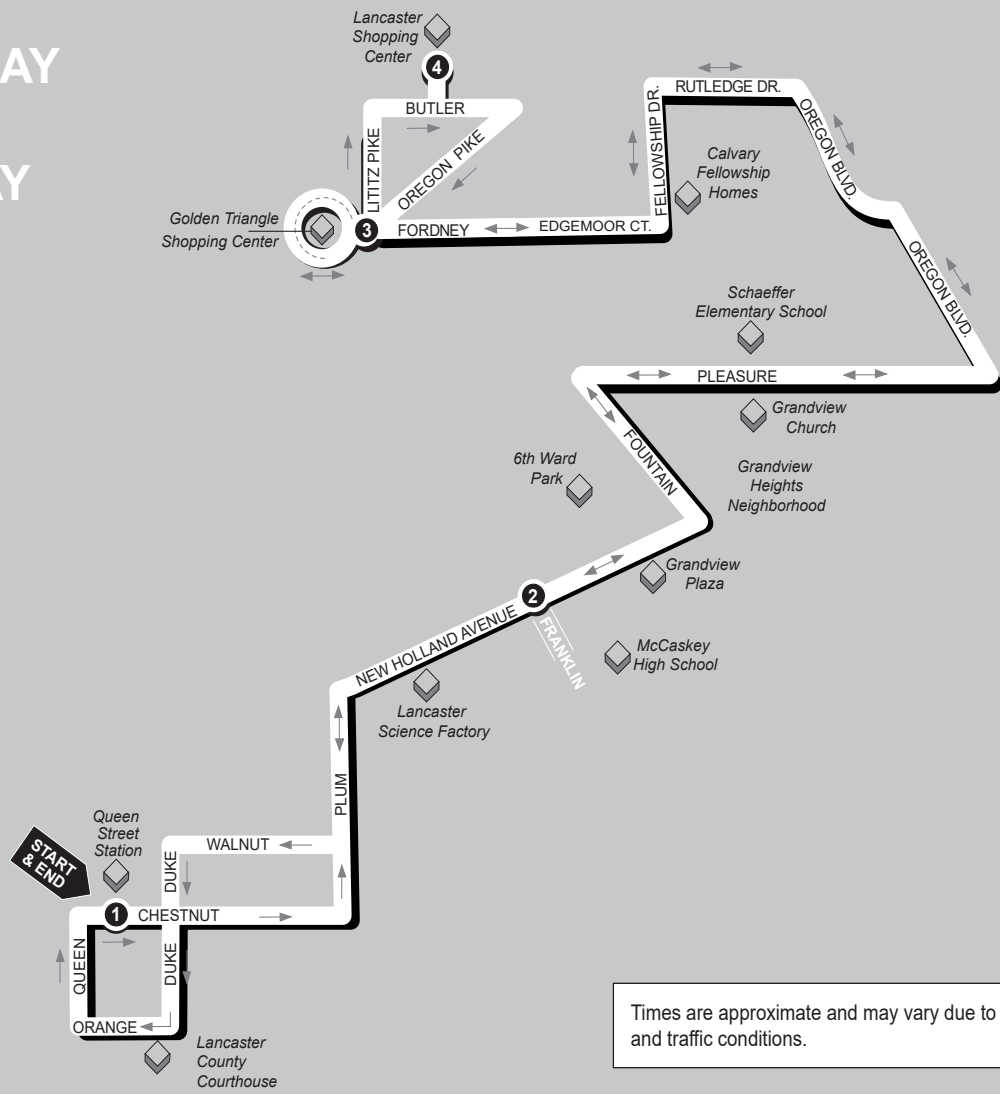 AY
AY
Lancaster
Shopping
Center
4
BUTLER
LITITZ PIKE
OREGON PIKE
Golden Triangle
Shopping Center
3
FORDNEY
EDGEMOOR CT.
FELLOWSHIP DR.
RUTLEDGE DR.
OREGON BLVD.
Calvary
Fellowship
Homes
OREGON BLVD.
Schaeffer
Elementary School
PLEASURE
Grandview
Church
FOUNTAIN
6th Ward
Park
Grandview
Heights
Neighborhood
Grandview
Plaza
2
FRANKLIN
McCaskey
High School
NEW HOLLAND AVENUE
Lancaster
Science Factory
PLUM
Queen
Street
Station
START
& END
WALNUT
DUKE
1
CHESTNUT
QUEEN
DUKE
ORANGE
Lancaster
County
Courthouse
Times are approximate and may vary due to
and traffic conditions.